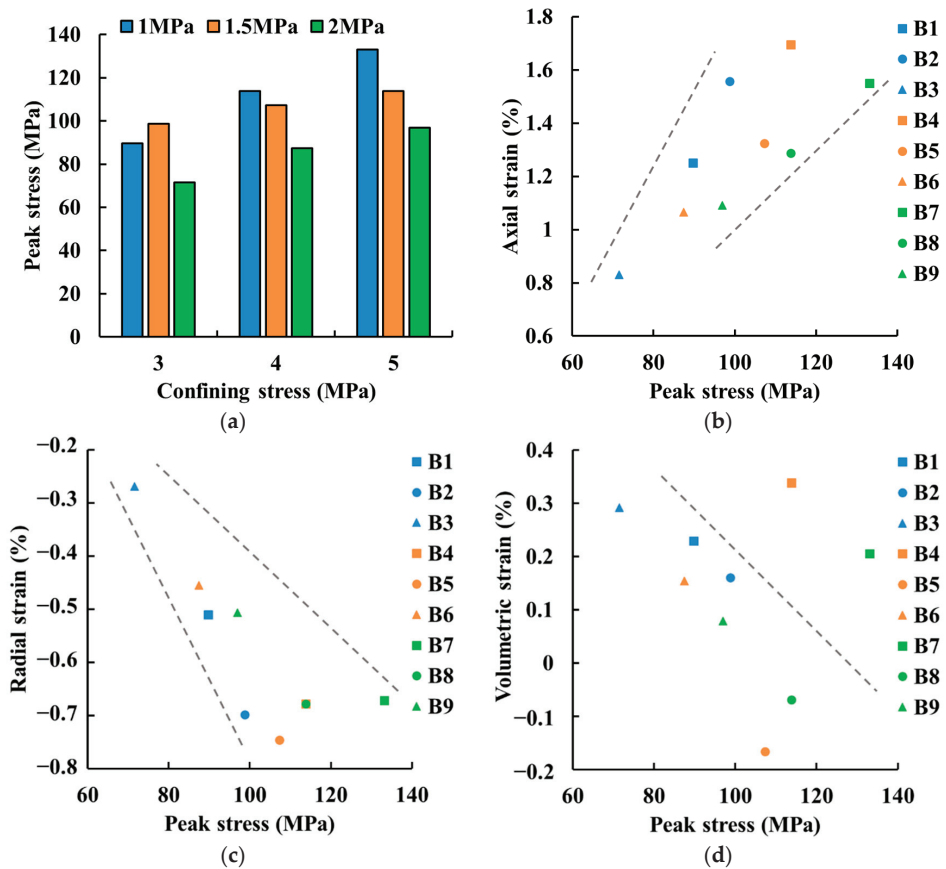 1MPa 1.5MPa 2MPa
140
120
100
80
60
40
20
0
Peak stress (MPa)
3 4 5
Confining stress (MPa)
(a)
1.8
1.6
1.4
1.2
1
0.8
0.6
Axial strain (%)
60 80 100 120 140
Peak stress (MPa)
B1
B2
B3
B4
B5
B6
B7
B8
B9
(b)
−0.2
−0.3
−0.4
−0.5
−0.6
−0.7
−0.8
Radial strain (%)
60 80 100 120 140
Peak stress (MPa)
B1
B2
B3
B4
B5
B6
B7
B8
B9
(c)
0.4
0.3
0.2
0.1
0
−0.1
−0.2
Volumetric strain (%)
60 80 100 120 140
Peak stress (MPa)
B1
B2
B3
B4
B5
B6
B7
B8
B9
(d)